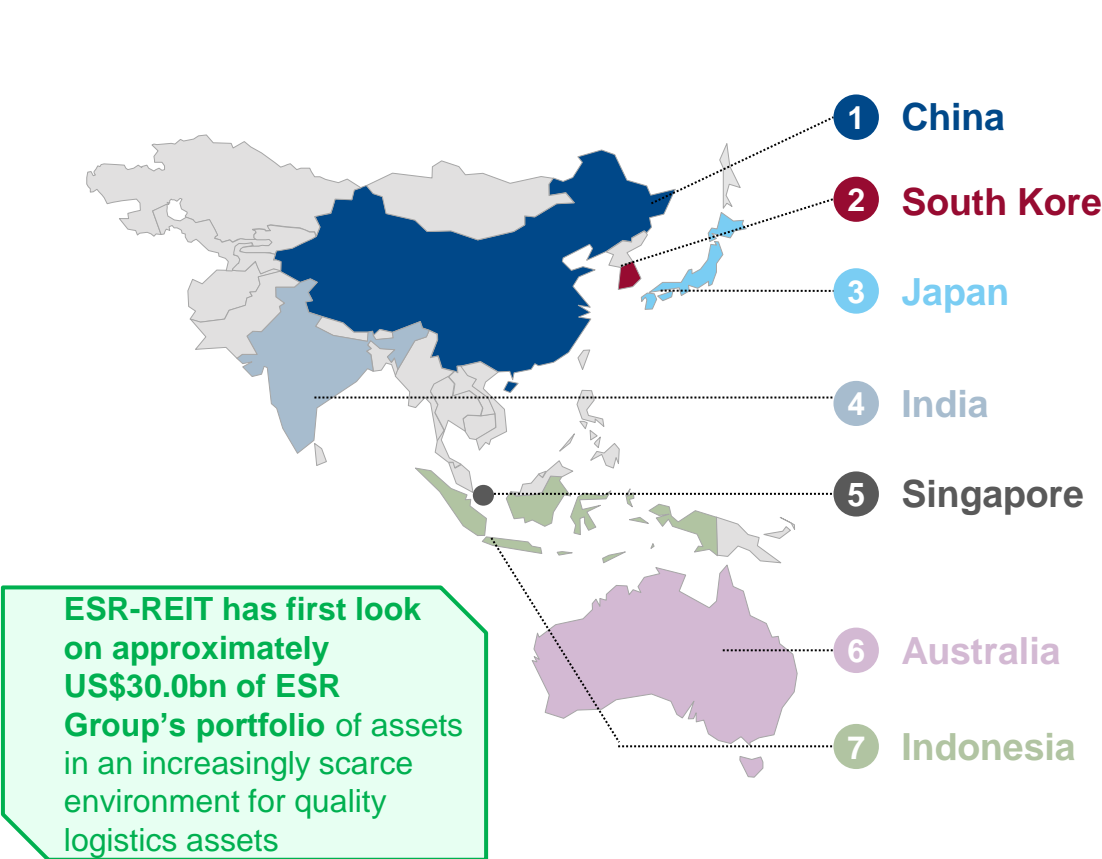 1 China
2 South Kore
3 Japan
4 India
5 Singapore
6 Australia
7 Indonesia
ESR-REIT has first look
on approximately
US$30.0bn of ESR
Group's portfolio of assets
in an increasingly scarce
environment for quality
logistics assets